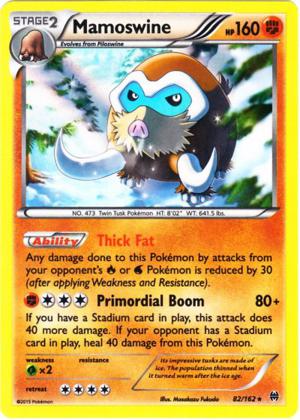 STAGE2 Mamoswine HP160
Evolves from Piloswine
NO. 473 Twin Tusk Pokémon HT: 8'02" WT: 641.5 lbs.
Ability Thick Fat
Any damage done to this Pokémon by attacks from
your opponent's or Pokémon is reduced by 30
(after applying Weakness and Resistance).
Primordial Boom 80+
If you have a Stadium card in play, this attack does
40 more damage. If your opponent has a Stadium
card in play, heal 40 damage from this Pokémon.
weakness resistance
×2
retreat
Its impressive tusks are made of
ice. The population thinned when
it turned warm after the ice age.
Illus. Masakazu Fukuda
©2015 Pokémon 82/162